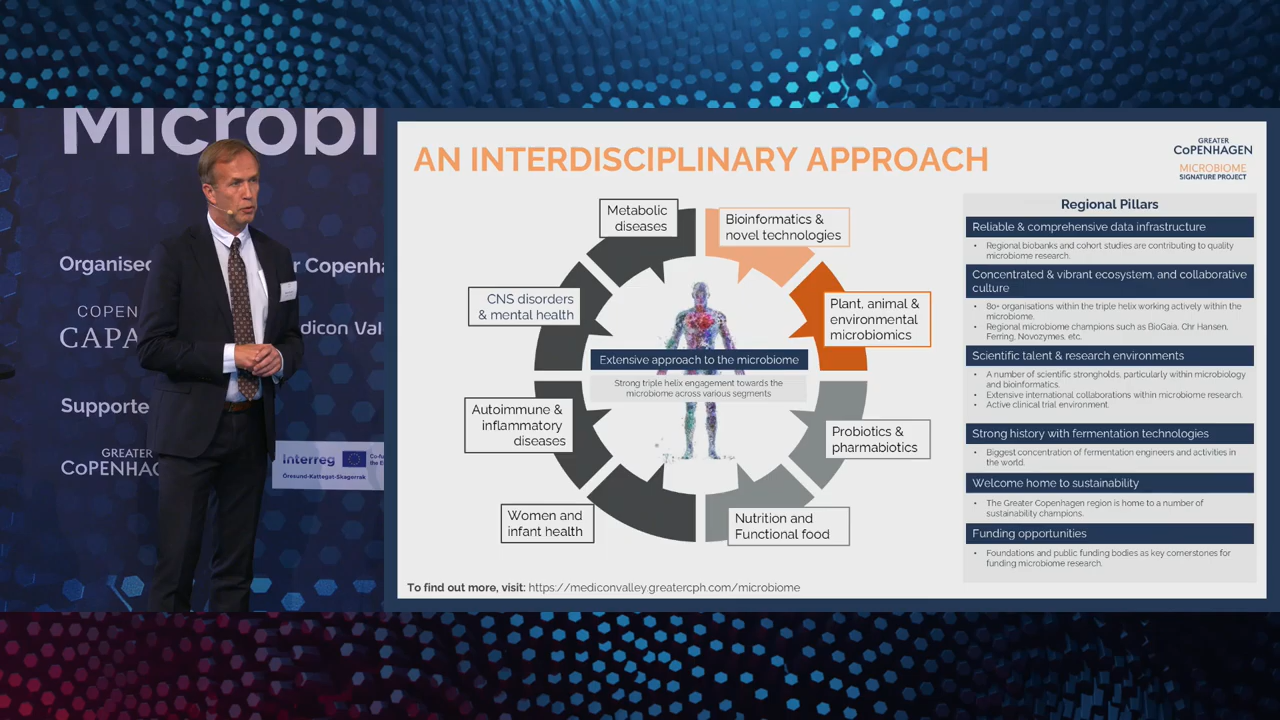 Microbi
Organised
r Copenha
COPEN
CAPA
dicon Val
Supporte
GREATER
COPENHAG
Interreg
Co-fu
the E
Öresund-Kattegat-Skagerrak
AN INTERDISCIPLINARY APPROACH
GREATER
COPENHAGEN
MICROBIOME
SIGNATURE PROJECT
Metabolic
diseases
Bioinformatics &
novel technologies
CNS disorders
& mental health
Plant, animal &
environmental
microbiomics
Extensive approach to the microbiome
Strong triple helix engagement towards the
microbiome across various segments
Autoimmune &
inflammatory
diseases
Probiotics &
pharmabiotics
Women and
infant health
Nutrition and
Functional food
Regional Pillars
Reliable & comprehensive data infrastructure
• Regional biobanks and cohort studies are contributing to quality
microbiome research.
Concentrated & vibrant ecosystem, and collaborative
culture
• 80+ organisations within the triple helix working actively within the
microbiome.
• Regional microbiome champions such as BioGaia, Chr Hansen,
Ferring, Novozymes, etc.
Scientific talent & research environments
• A number of scientific strongholds, particularly within microbiology
and bioinformatics.
• Extensive international collaborations within microbiome research.
• Active clinical trial environment.
Strong history with fermentation technologies
• Biggest concentration of fermentation engineers and activities in
the world.
Welcome home to sustainability
• The Greater Copenhagen region is home to a number of
sustainability champions.
Funding opportunities
• Foundations and public funding bodies as key cornerstones for
funding microbiome research.
To find out more, visit: https://mediconvalley.greatercph.com/microbiome